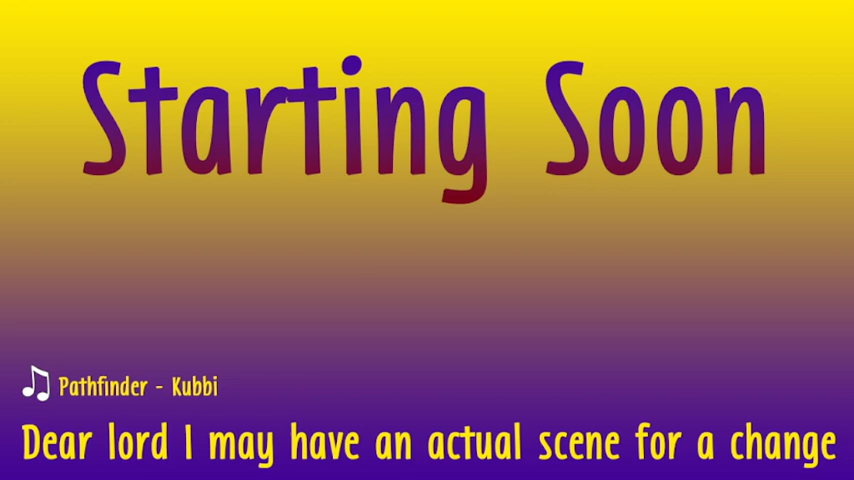 Starting Soon
Pathfinder - Kubbi
Dear lord I may have an actual scene for a change